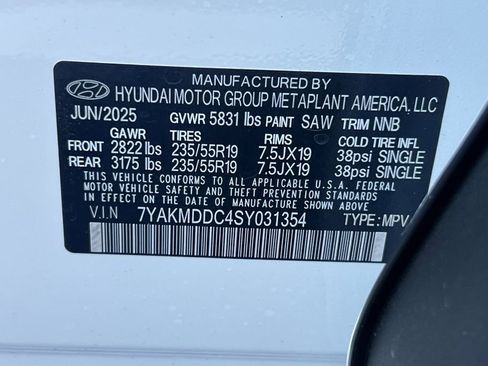 MANUFACTURED BY
HYUNDAI MOTOR GROUP METAPLANT AMERICA, LLC
JUN/2025 GVWR 5831 lbs PAINT SAW TRIM NNB
GAWR TIRES RIMS COLD TIRE INFL
FRONT 2822 lbs 235/55R19 7.5JX19 38psi SINGLE
REAR 3175 lbs 235/55R19 7.5JX19 38psi SINGLE
THIS VEHICLE CONFORMS TO ALL APPLICABLE U.S.A. FEDERAL
MOTOR VEHICLE SAFETY AND THEFT PREVENTION STANDARDS
IN EFFECT ON THE DATE OF MANUFACTURE SHOWN ABOVE.
V.I.N 7YAKMDDC4SY031354 TYPE: MPV